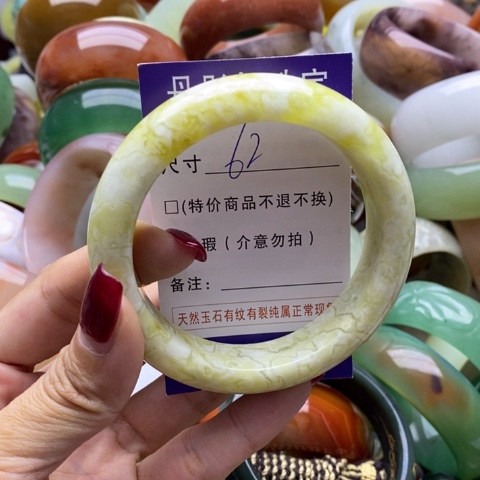 尺寸 62
□(特价商品不退不换)
瑕(介意勿拍)
备注:
天然玉石有纹有裂纯属正常现